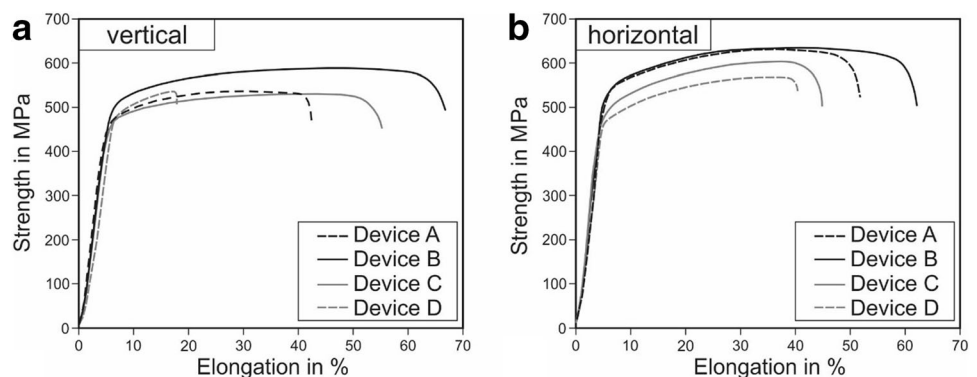 a
vertical
Strength in MPa
700
600
500
400
300
200
100
0
0 10 20 30 40 50 60 70
Elongation in %
Device A
Device B
Device C
Device D
b
horizontal
Strength in MPa
700
600
500
400
300
200
100
0
0 10 20 30 40 50 60 70
Elongation in %
Device A
Device B
Device C
Device D